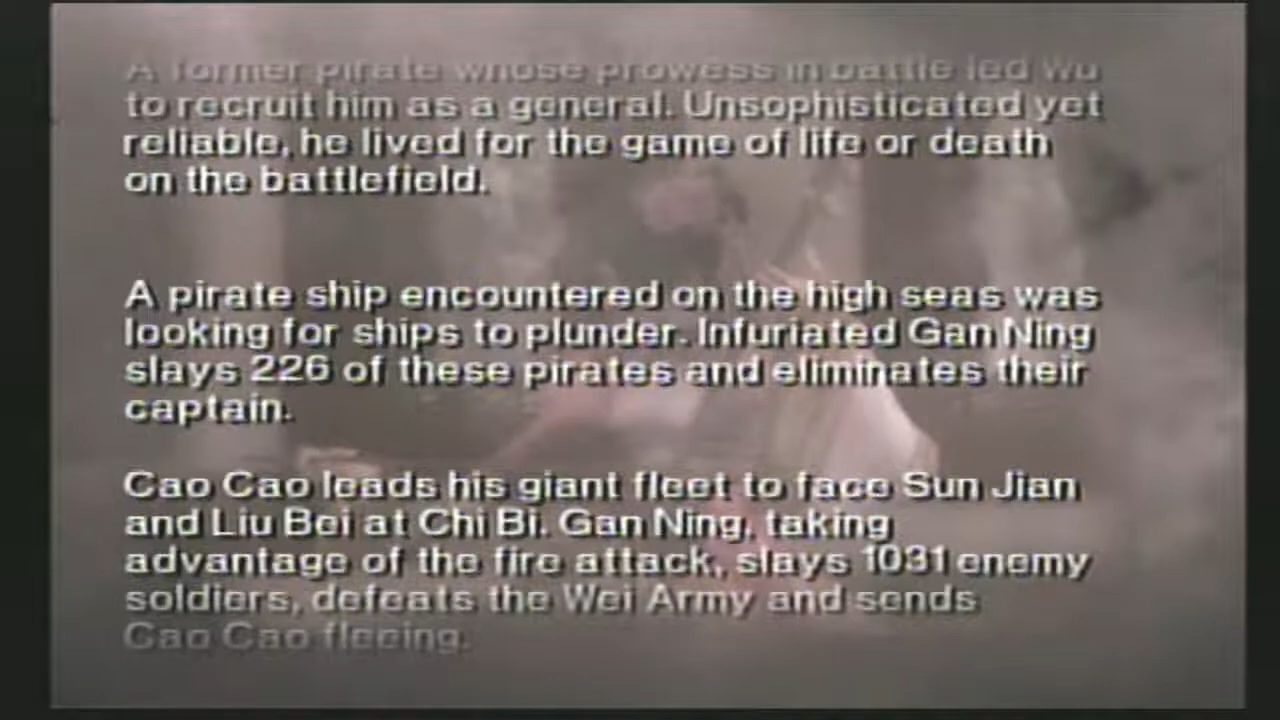 A former pirate whose prowess in battle led Wu
to recruit him as a general. Unsophisticated yet
reliable, he lived for the game of life or death
on the battlefield.
A pirate ship encountered on the high seas was
looking for ships to plunder. Infuriated Gan Ning
slays 226 of these pirates and eliminates their
captain.
Cao Cao leads his giant fleet to face Sun Jian
and Liu Bei at Chi Bi. Gan Ning, taking
advantage of the fire attack, slays 1031 enemy
soldiers, defeats the Wei Army and sends
Cao Cao fleeing.